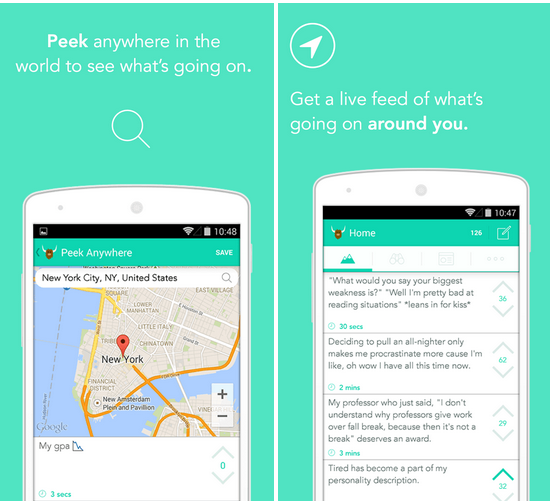 Peek anywhere in the
world to see what's going on.
10:48
Peek Anywhere
SAVE
New York City, NY, United States
SQUARE
EAST VILLAGE
LOWER
MANHATTAN
LITTLE ITALY
CHINATOWN
New York
FINANCIAL
DISTRICT
New Amsterdam
Plein and Pavillion
Google
+
−
My gpa
0
3 secs
Get a live feed of what's
going on around you.
10:47
Home
126
"What would you say your biggest
weakness is?" "Well I'm pretty bad at
reading situations" *leans in for kiss*
36
30 secs
Deciding to pull an all-nighter only
makes me procrastinate more cause I'm
like, oh wow I have all this time now.
62
2 mins
My professor who just said, "I don't
understand why professors give work
over fall break, because then it's not a
break" deserves an award.
29
3 mins
Tired has become a part of my
personality description.
32